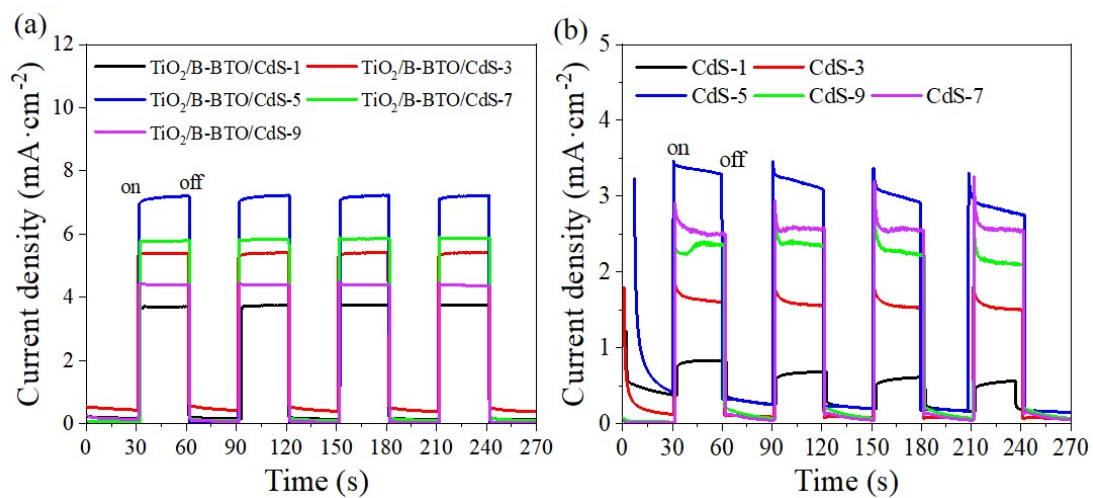 (a)
12
10
8
6
4
2
0
TiO₂/B-BTO/CdS-1 TiO₂/B-BTO/CdS-3
TiO₂/B-BTO/CdS-5 TiO₂/B-BTO/CdS-7
TiO₂/B-BTO/CdS-9
on off
Current density (mA·cm⁻²)
0 30 60 90 120 150 180 210 240 270
Time (s)
(b)
5
4
3
2
1
0
CdS-1 CdS-3
CdS-5 CdS-9 CdS-7
on off
Current density (mA·cm⁻²)
0 30 60 90 120 150 180 210 240 270
Time (s)